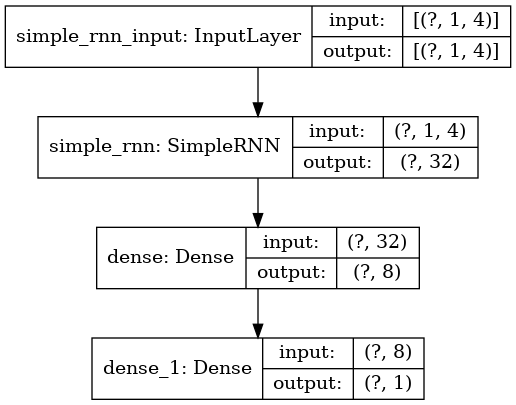 simple_rnn_input: InputLayer
input: [(?, 1, 4)]
output: [(?, 1, 4)]
simple_rnn: SimpleRNN
input: (?, 1, 4)
output: (?, 32)
dense: Dense
input: (?, 32)
output: (?, 8)
dense_1: Dense
input: (?, 8)
output: (?, 1)